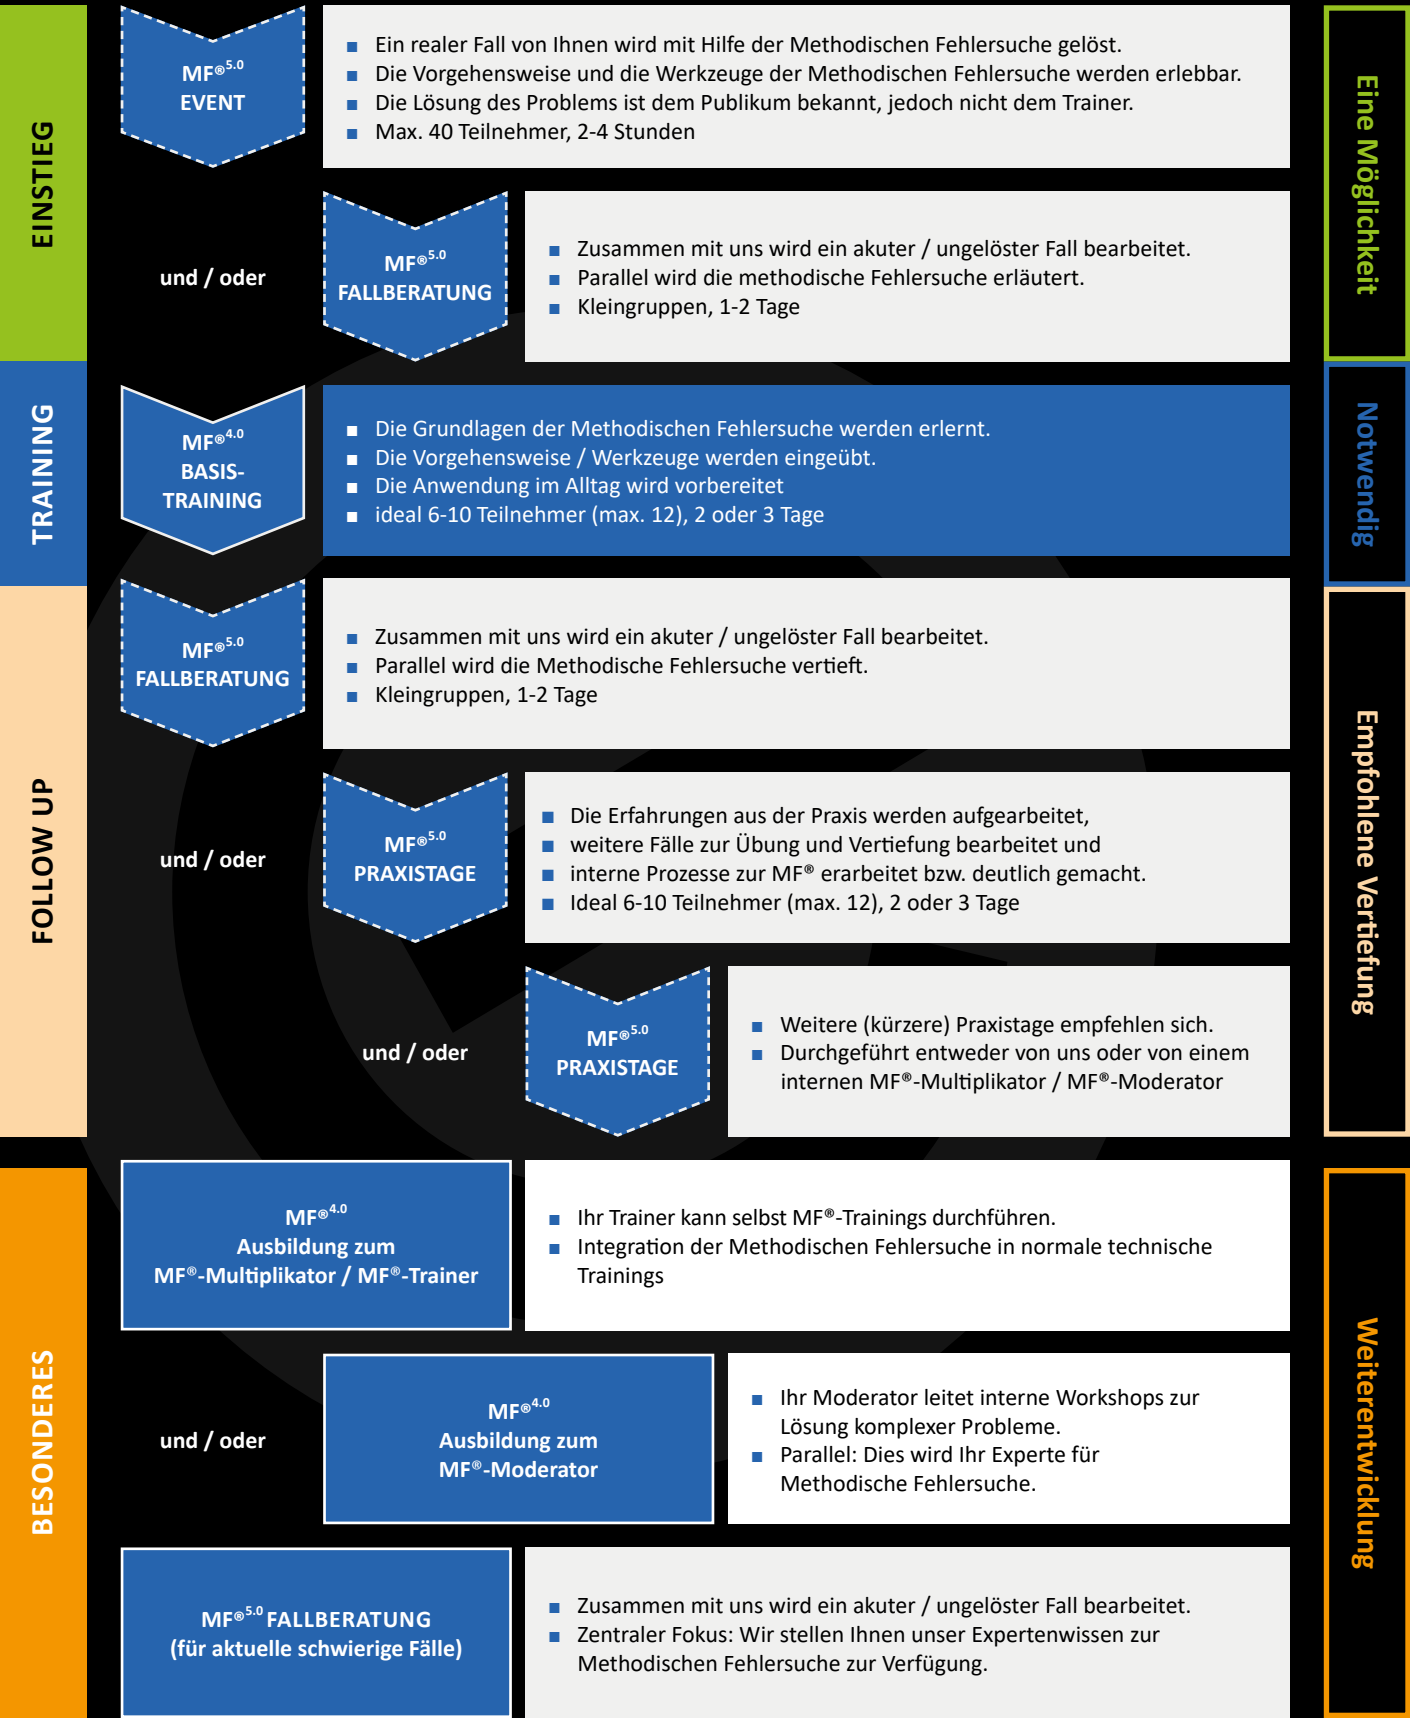 EINSTIEG
MF®5.0
EVENT
Ein realer Fall von Ihnen wird mit Hilfe der Methodischen Fehlersuche gelöst.
Die Vorgehensweise und die Werkzeuge der Methodischen Fehlersuche werden erlebbar.
Die Lösung des Problems ist dem Publikum bekannt, jedoch nicht dem Trainer.
Max. 40 Teilnehmer, 2-4 Stunden
Eine Möglichkeit
und / oder
MF®5.0
FALLBERATUNG
Zusammen mit uns wird ein akuter / ungelöster Fall bearbeitet.
Parallel wird die methodische Fehlersuche erläutert.
Kleingruppen, 1-2 Tage
TRAINING
MF®4.0
BASIS-
TRAINING
Die Grundlagen der Methodischen Fehlersuche werden erlernt.
Die Vorgehensweise / Werkzeuge werden eingeübt.
Die Anwendung im Alltag wird vorbereitet
ideal 6-10 Teilnehmer (max. 12), 2 oder 3 Tage
Notwendig
FOLLOW UP
MF®5.0
FALLBERATUNG
Zusammen mit uns wird ein akuter / ungelöster Fall bearbeitet.
Parallel wird die Methodische Fehlersuche vertieft.
Kleingruppen, 1-2 Tage
Empfohlene Vertiefung
und / oder
MF®5.0
PRAXISTAGE
Die Erfahrungen aus der Praxis werden aufgearbeitet,
weitere Fälle zur Übung und Vertiefung bearbeitet und
interne Prozesse zur MF® erarbeitet bzw. deutlich gemacht.
Ideal 6-10 Teilnehmer (max. 12), 2 oder 3 Tage
und / oder
MF®5.0
PRAXISTAGE
Weitere (kürzere) Praxistage empfehlen sich.
Durchgeführt entweder von uns oder von einem
internen MF®-Multiplikator / MF®-Moderator
BESONDERES
MF®4.0
Ausbildung zum
MF®-Multiplikator / MF®-Trainer
Ihr Trainer kann selbst MF®-Trainings durchführen.
Integration der Methodischen Fehlersuche in normale technische
Trainings
Weiterentwicklung
und / oder
MF®4.0
Ausbildung zum
MF®-Moderator
Ihr Moderator leitet interne Workshops zur
Lösung komplexer Probleme.
Parallel: Dies wird Ihr Experte für
Methodische Fehlersuche.
MF®5.0 FALLBERATUNG
(für aktuelle schwierige Fälle)
Zusammen mit uns wird ein akuter / ungelöster Fall bearbeitet.
Zentraler Fokus: Wir stellen Ihnen unser Expertenwissen zur
Methodischen Fehlersuche zur Verfügung.